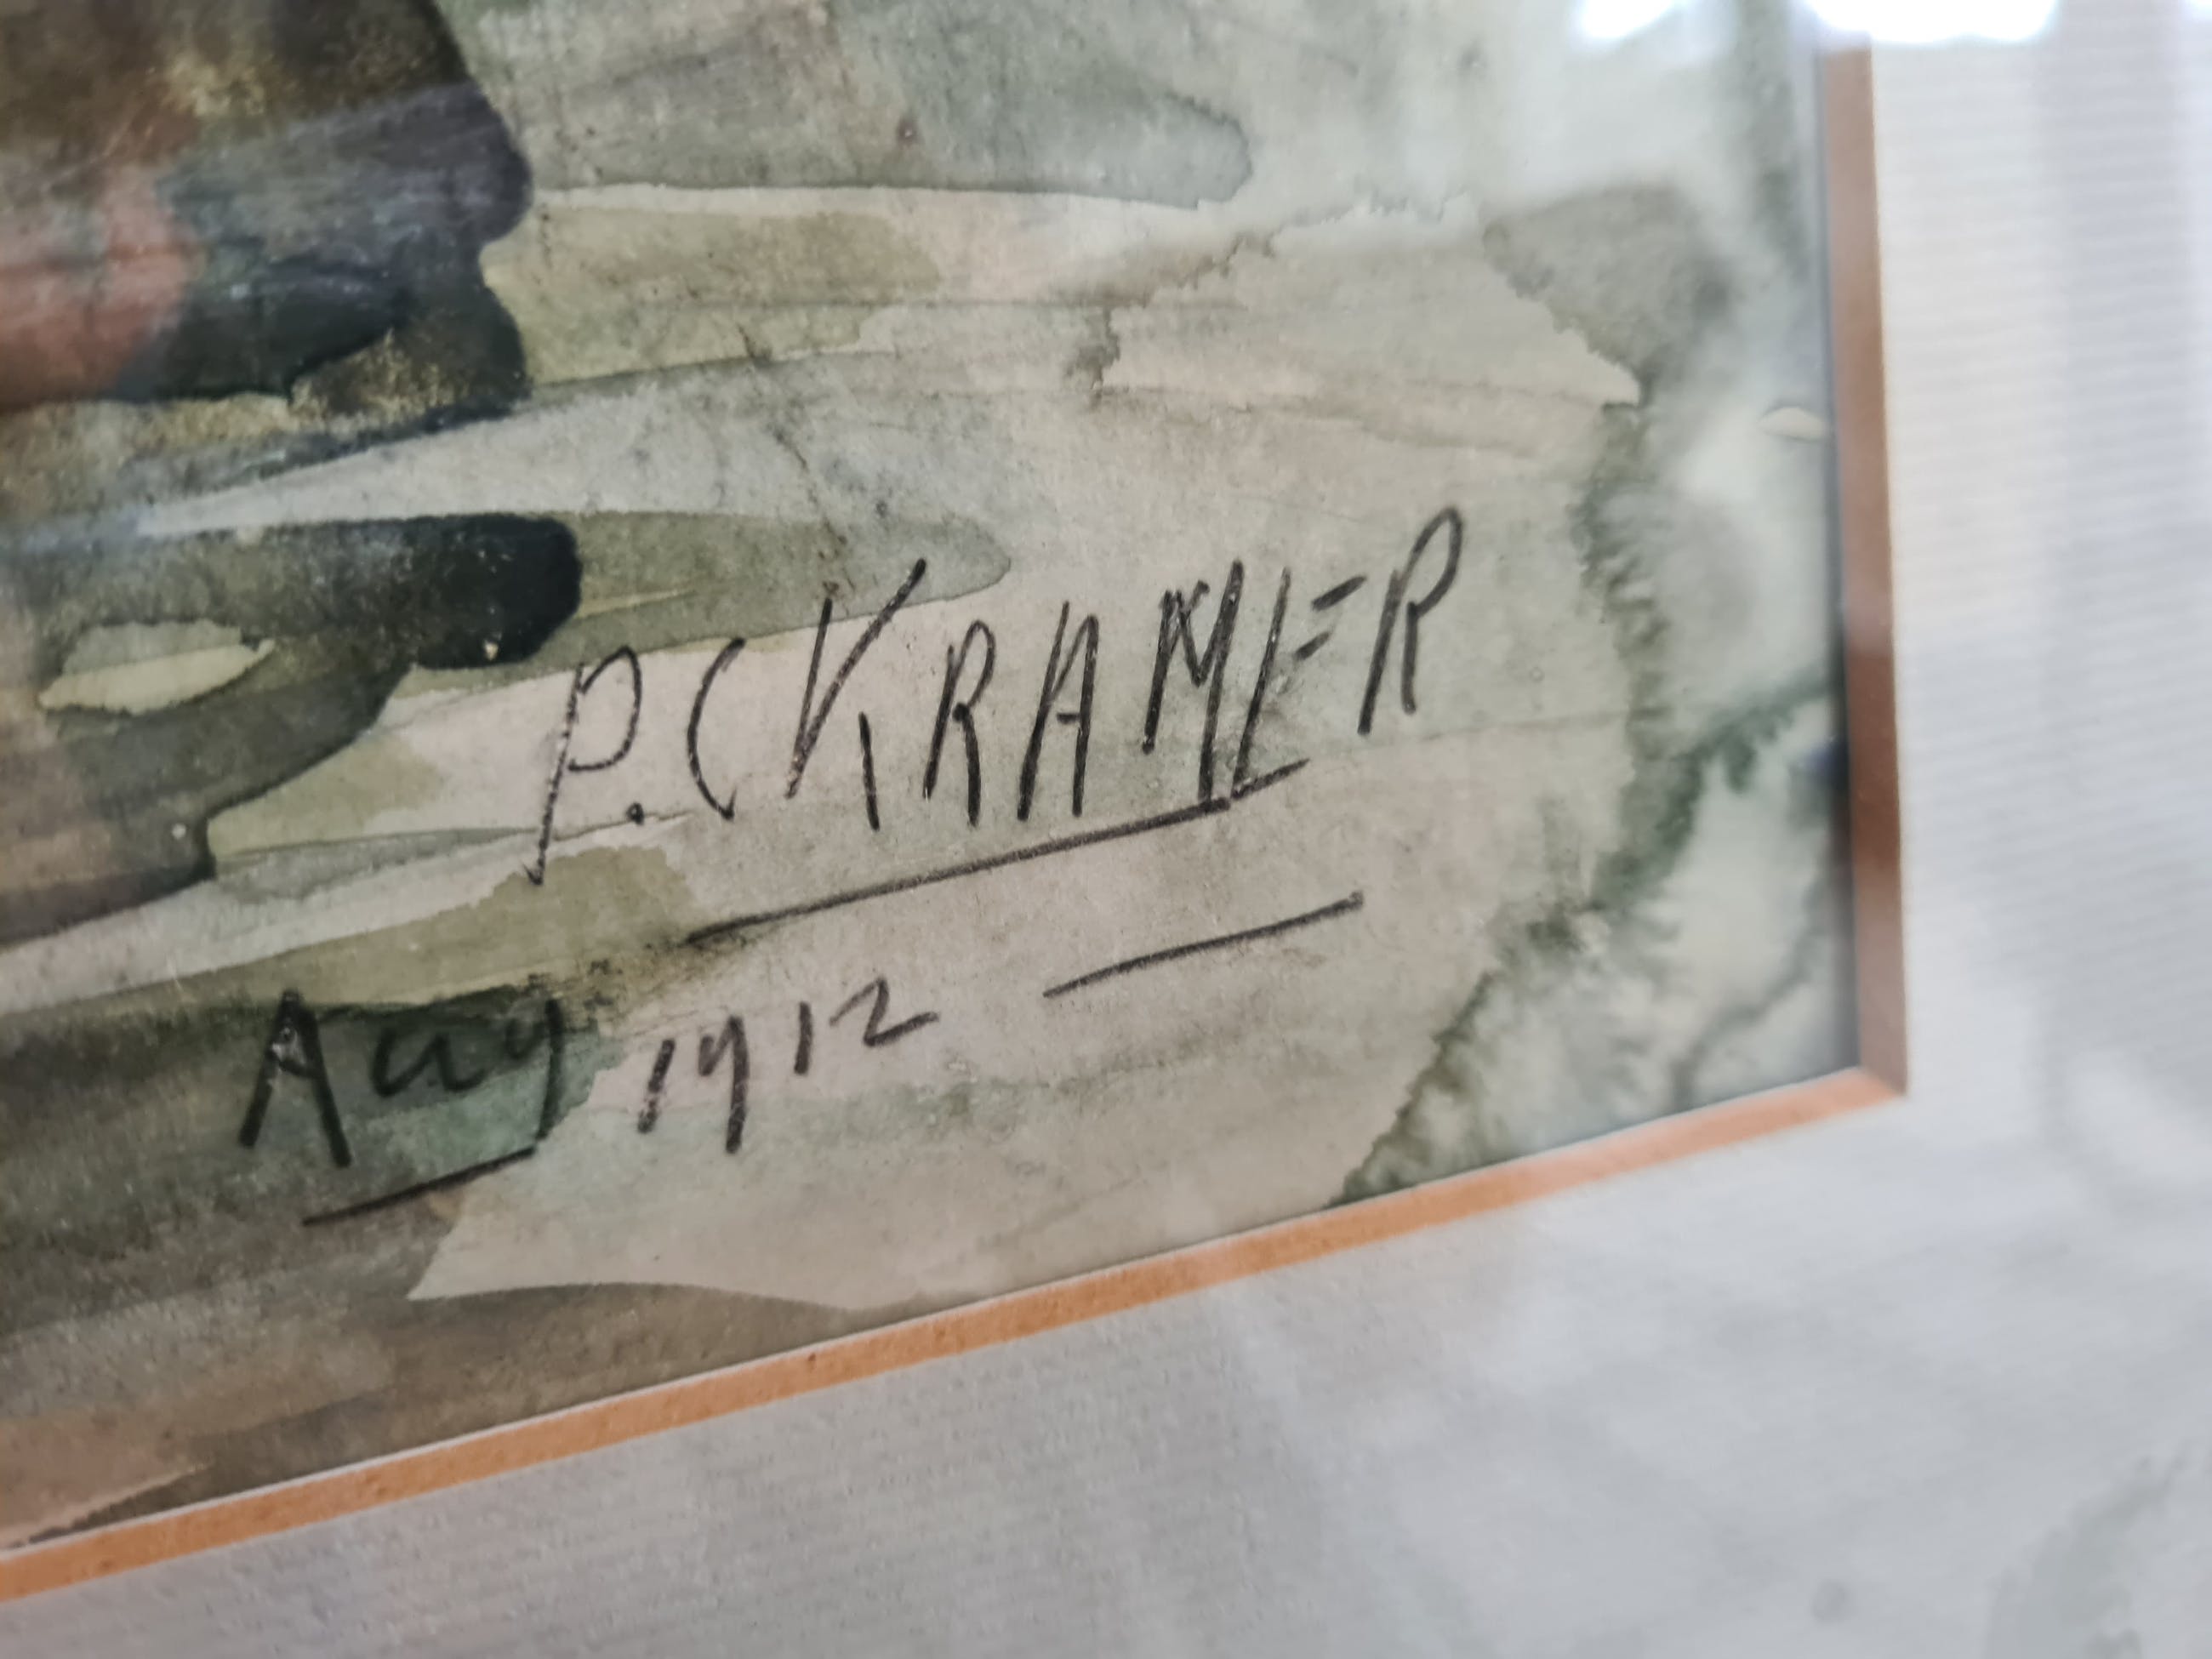 P. C KRAMER
Aug 1912